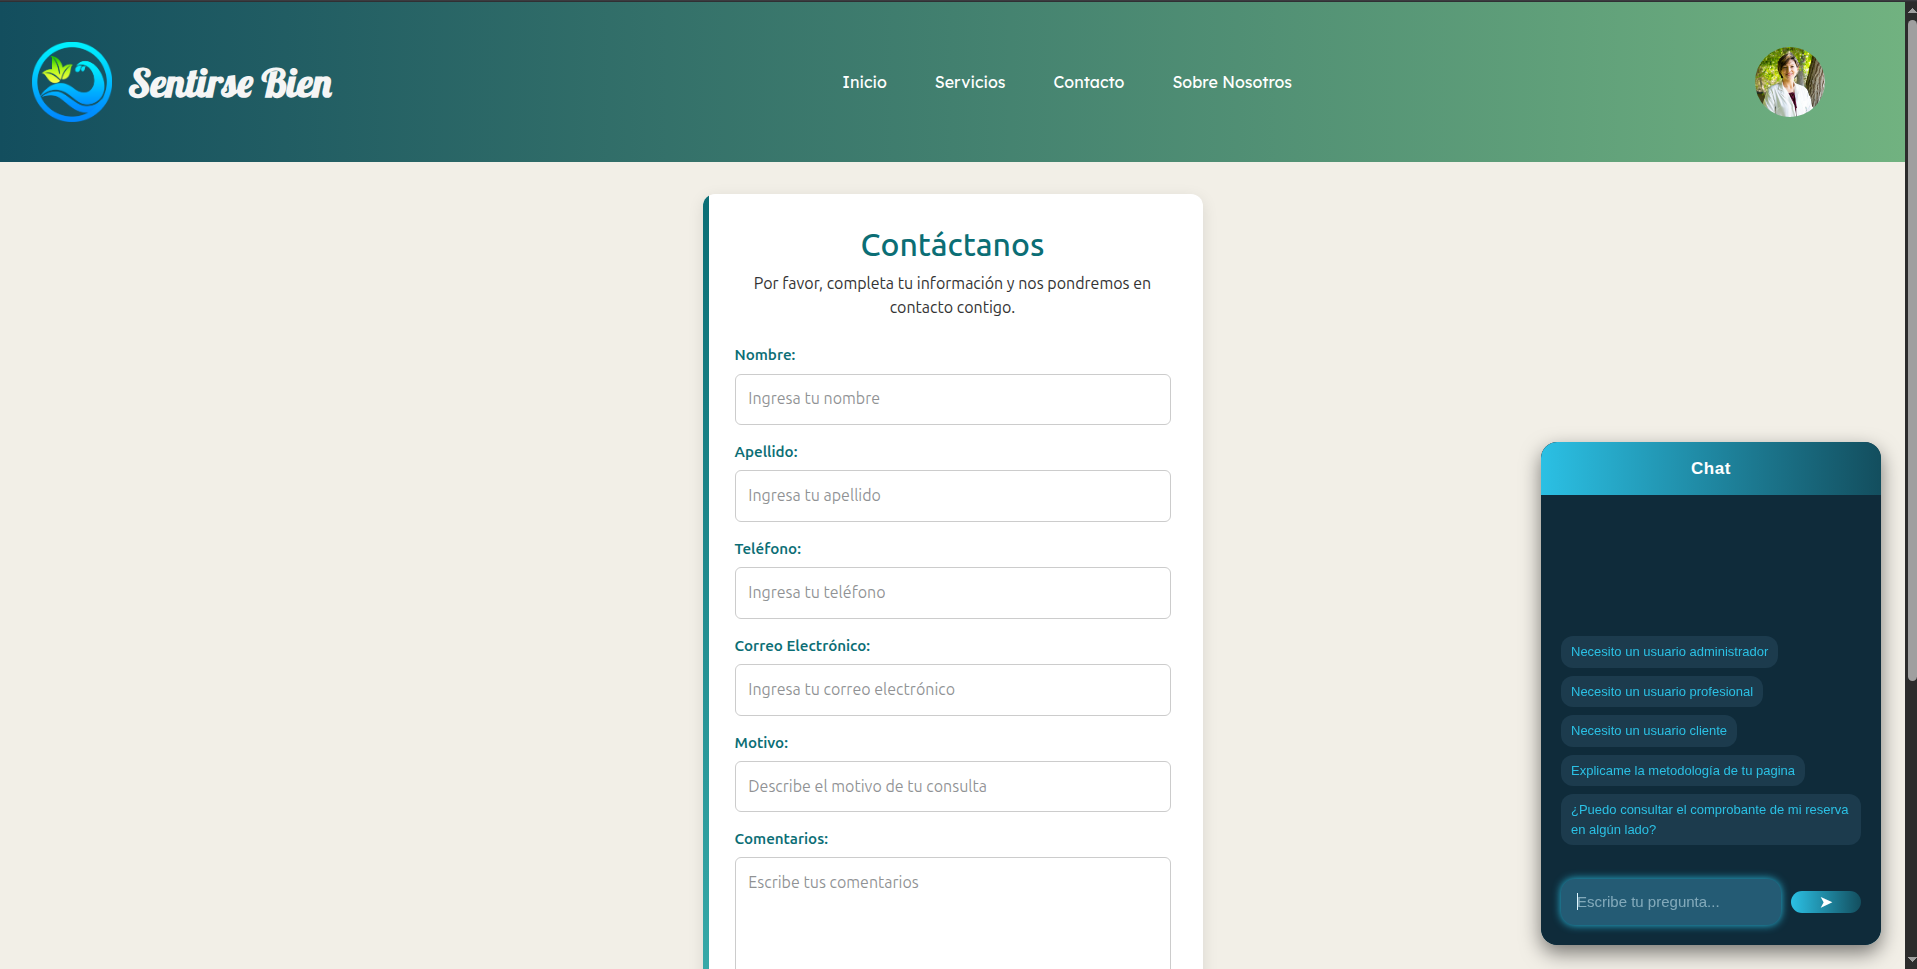 Sentirse Bien
Inicio
Servicios
Contacto
Sobre Nosotros
Contáctanos
Por favor, completa tu información y nos pondremos en
contacto contigo.
Nombre:
Ingresa tu nombre
Apellido:
Ingresa tu apellido
Teléfono:
Ingresa tu teléfono
Correo Electrónico:
Ingresa tu correo electrónico
Motivo:
Describe el motivo de tu consulta
Comentarios:
Escribe tus comentarios
Chat
Necesito un usuario administrador
Necesito un usuario profesional
Necesito un usuario cliente
Explicame la metodología de tu pagina
¿Puedo consultar el comprobante de mi reserva
en algún lado?
Escribe tu pregunta...